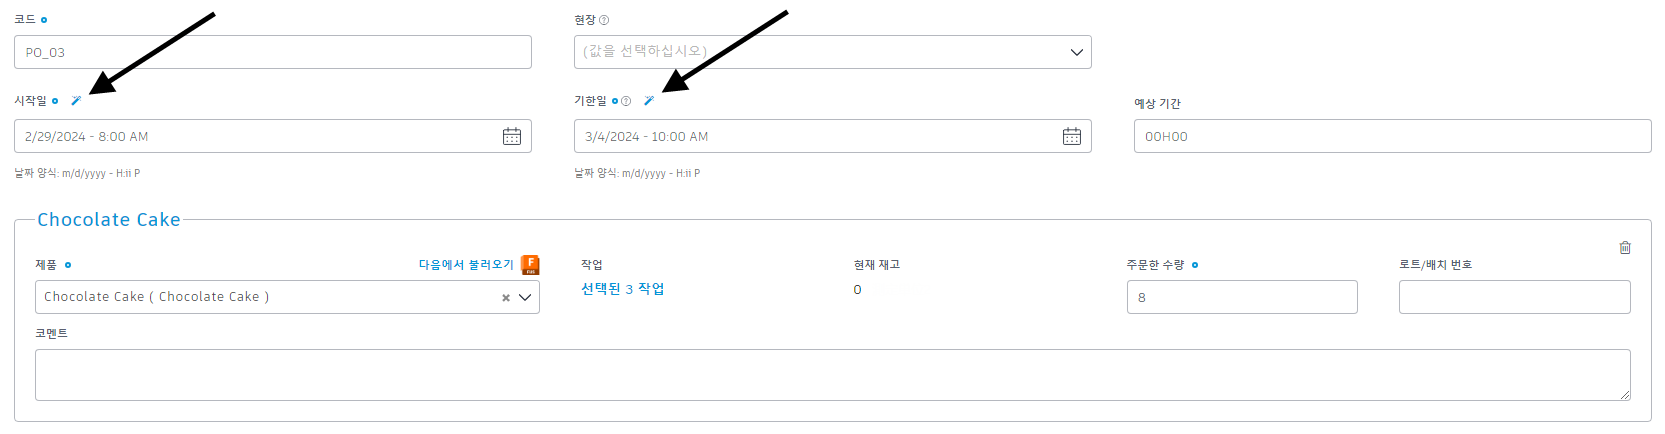 코드
현장
PO_03
(값을 선택하십시오)
시작일
기한일
예상 기간
2/29/2024 - 8:00 AM
3/4/2024 - 10:00 AM
00H00
날짜 양식: m/d/yyyy - H:ii P
날짜 양식: m/d/yyyy - H:ii P
Chocolate Cake
제품
다음에서 불러오기
F
작업
현재 재고
주문한 수량
로트/배치 번호
Chocolate Cake ( Chocolate Cake )
선택된 3 작업
0
8
코멘트